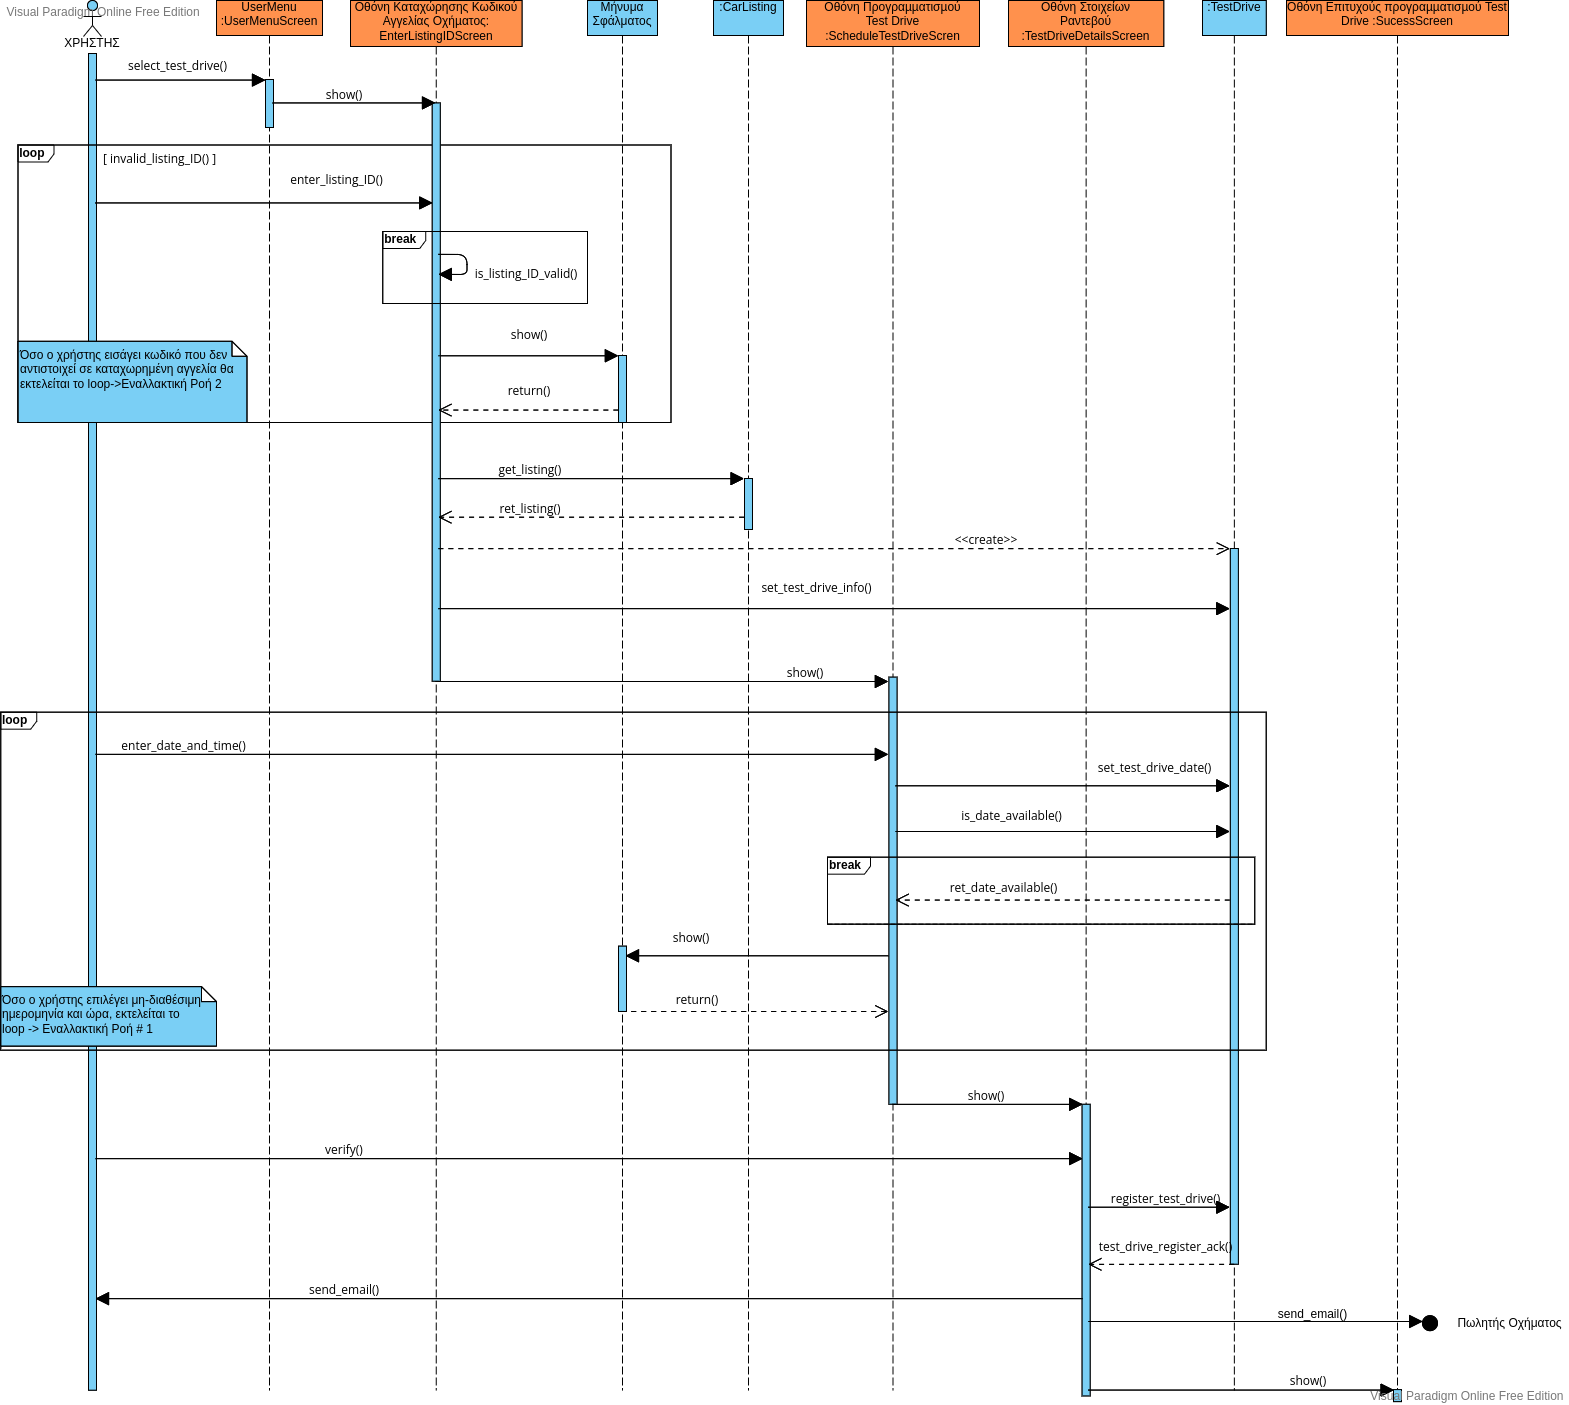 Visual Paradigm Online Free Edition
ΧΡΗΣΤΗΣ
UserMenu
:UserMenuScreen
Οθόνη Καταχώρησης Κωδικού
Αγγελίας Οχήματος:
EnterListingIDScreen
Μήνυμα
Σφάλματος
:CarListing
Οθόνη Προγραμματισμού
Test Drive
:ScheduleTestDriveScren
Οθόνη Στοιχείων
Ραντεβού
:TestDriveDetailsScreen
:TestDrive
Οθόνη Επιτυχούς προγραμματισμού Test
Drive :SucessScreen
select_test_drive()
show()
loop
[ invalid_listing_ID() ]
enter_listing_ID()
break
is_listing_ID_valid()
show()
Όσο ο χρήστης εισάγει κωδικό που δεν
αντιστοιχεί σε καταχωρημένη αγγελία θα
εκτελείται το loop->Εναλλακτική Ροή 2
return()
get_listing()
ret_listing()
<<create>>
set_test_drive_info()
show()
loop
enter_date_and_time()
set_test_drive_date()
is_date_available()
break
ret_date_available()
show()
Όσο ο χρήστης επιλέγει μη-διαθέσιμη
ημερομηνία και ώρα, εκτελείται το
loop -> Εναλλακτική Ροή # 1
return()
show()
verify()
register_test_drive()
test_drive_register_ack()
send_email()
send_email()
Πωλητής Οχήματος
show()
Visual Paradigm Online Free Edition